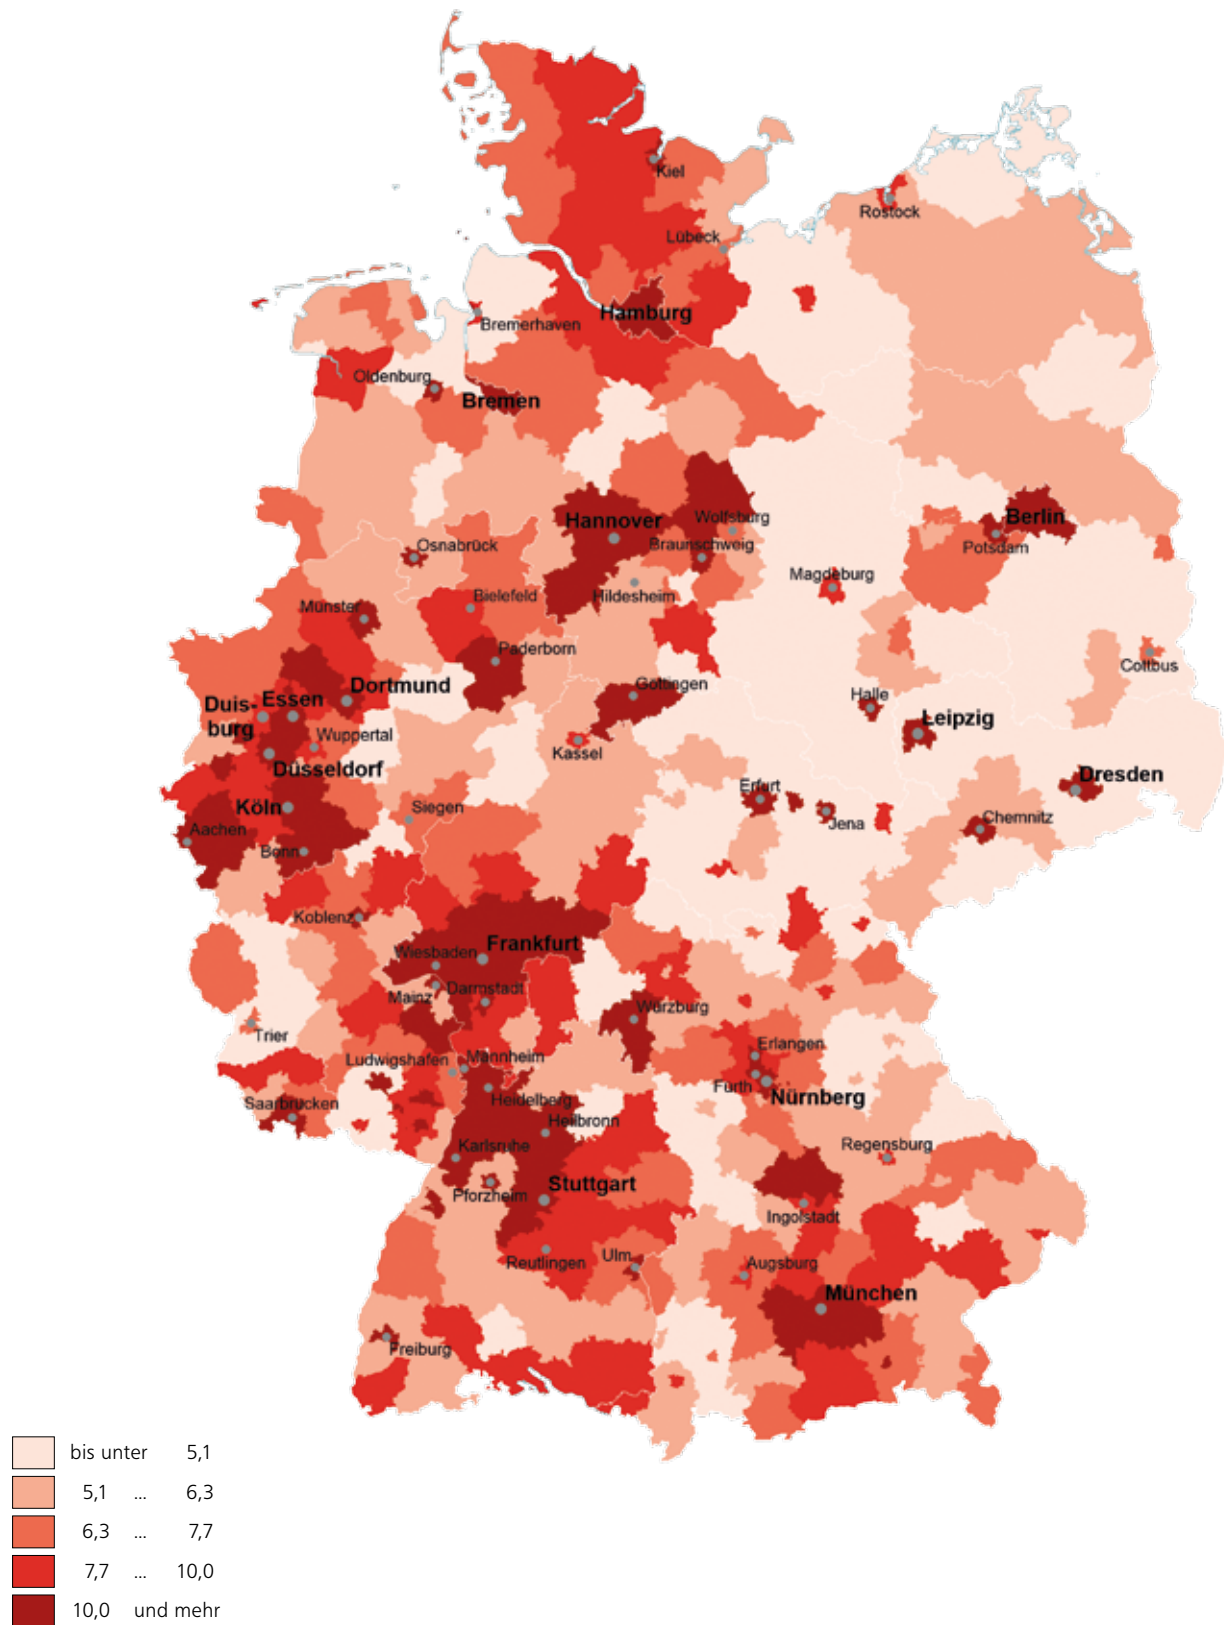 Kiel
Rostock
Lübeck
Hamburg
Bremerhaven
Oldenburg
Bremen
Hannover
Wolfsburg
Berlin
Osnabrück
Braunschweig
Potsdam
Magdeburg
Hildesheim
Münster
Bielefeld
Paderborn
Cottbus
Göttingen
Dortmund
Duis-
burg
Essen
Halle
Leipzig
Wuppertal
Kassel
Düsseldorf
Dresden
Erfurt
Köln
Siegen
Jena
Chemnitz
Aachen
Bonn
Koblenz
Frankfurt
Wiesbaden
Mainz
Darmstadt
Würzburg
Trier
Erlangen
Ludwigshafen
Mannheim
Fürth
Nürnberg
Saarbrücken
Heidelberg
Heilbronn
Regensburg
Karlsruhe
Pforzheim
Stuttgart
Ingolstadt
Reutlingen
Ulm
Augsburg
München
Freiburg
bis unter 5,1
5,1 ... 6,3
6,3 ... 7,7
7,7 ... 10,0
10,0 und mehr